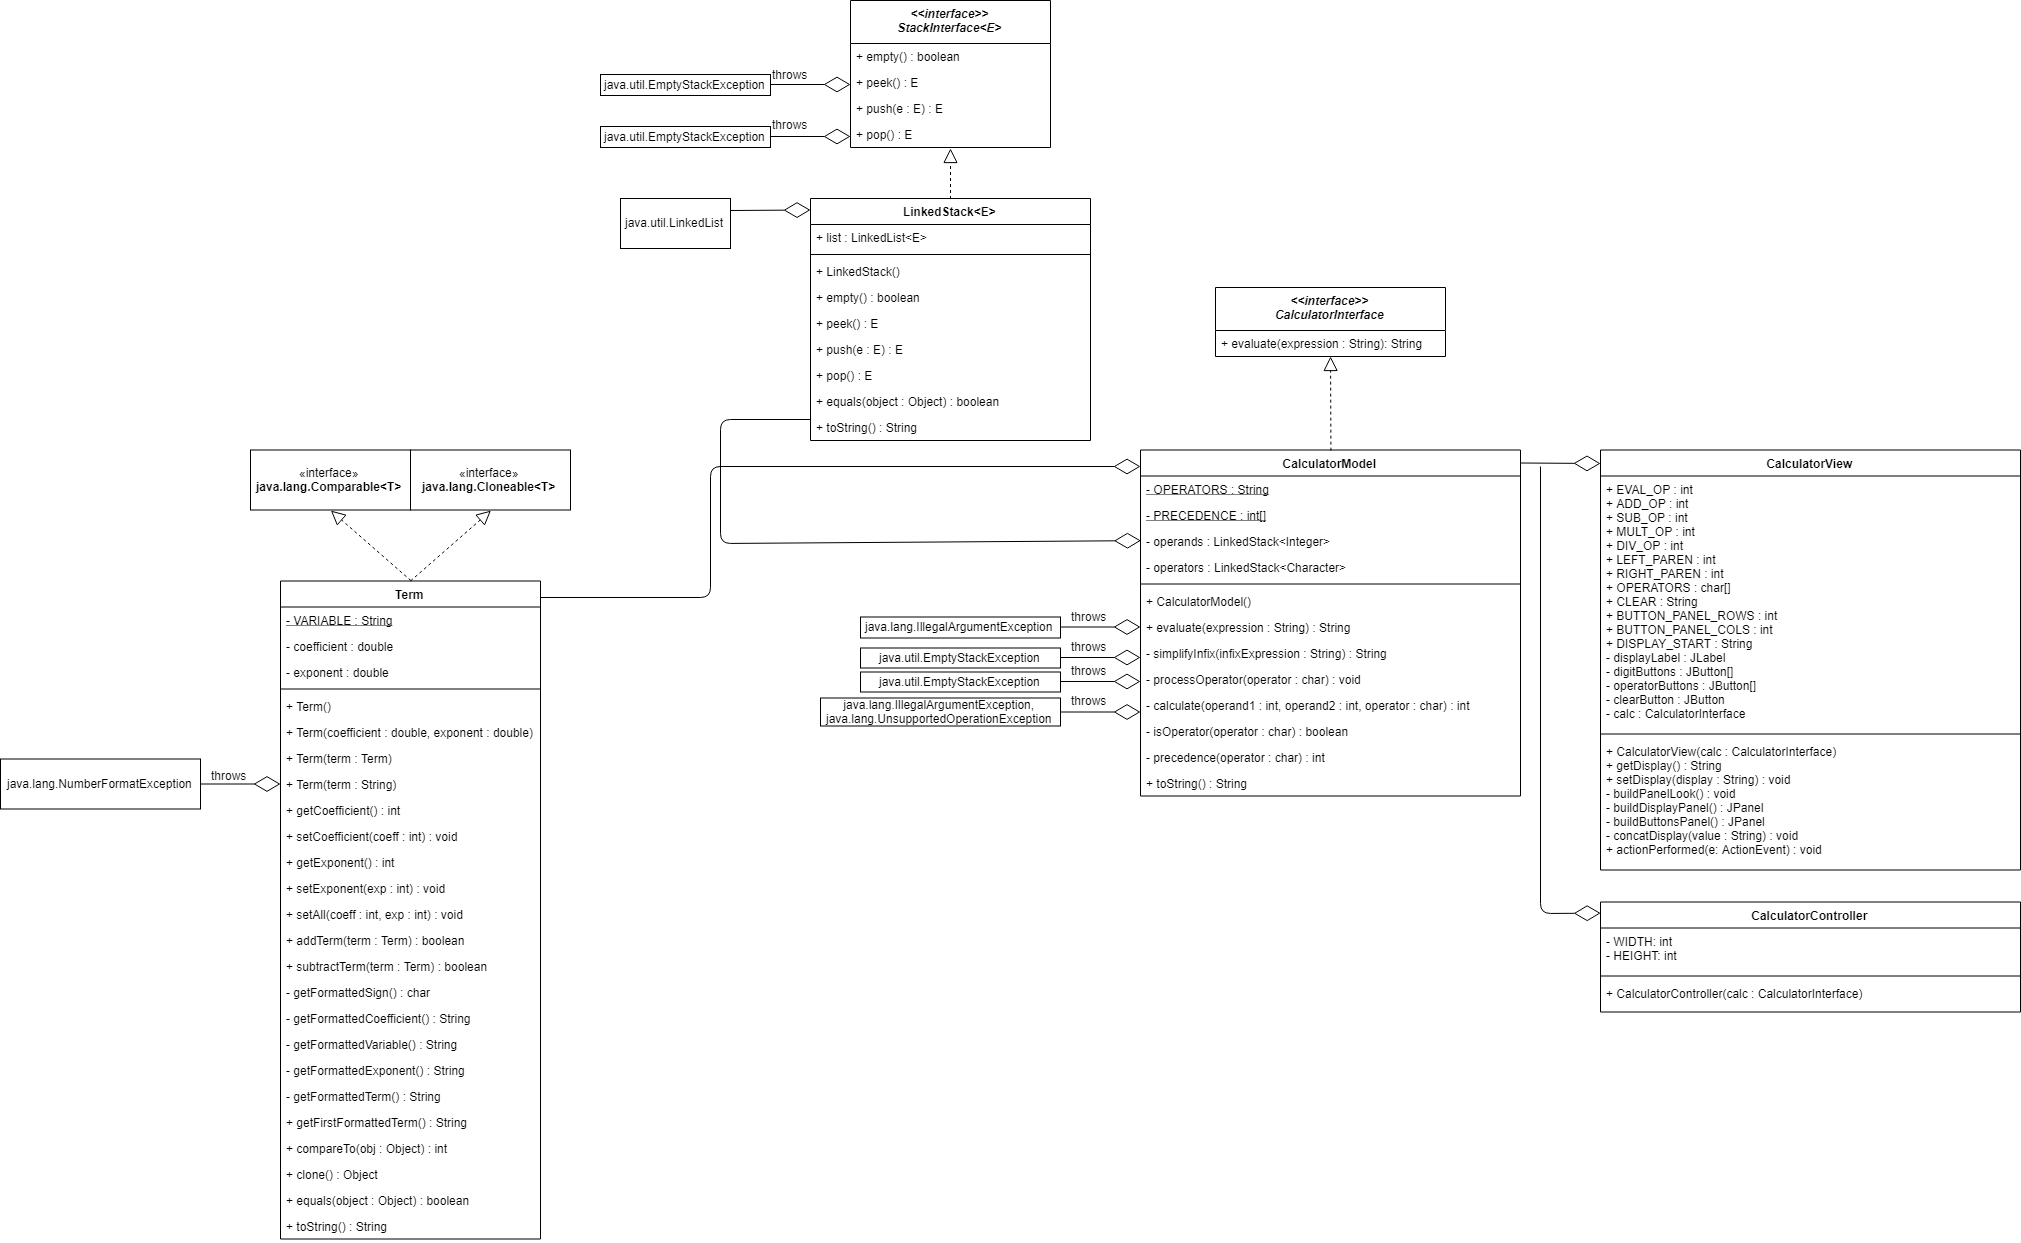 <<interface>>
StackInterface<E>
+ empty() : boolean
+ peek() : E
+ push(e : E) : E
+ pop() : E
throws
java.util.EmptyStackException
throws
java.util.EmptyStackException
java.util.LinkedList
LinkedStack<E>
+ list : LinkedList<E>
+ LinkedStack()
+ empty() : boolean
+ peek() : E
+ push(e : E) : E
+ pop() : E
+ equals(object : Object) : boolean
+ toString() : String
<<interface>>
CalculatorInterface
+ evaluate(expression : String): String
«interface»
java.lang.Comparable<T>
«interface»
java.lang.Cloneable<T>
Term
- VARIABLE : String
- coefficient : double
- exponent : double
+ Term()
+ Term(coefficient : double, exponent : double)
+ Term(term : Term)
+ Term(term : String)
+ getCoefficient() : int
+ setCoefficient(coeff : int) : void
+ getExponent() : int
+ setExponent(exp : int) : void
+ setAll(coeff : int, exp : int) : void
+ addTerm(term : Term) : boolean
+ subtractTerm(term : Term) : boolean
- getFormattedSign() : char
- getFormattedCoefficient() : String
- getFormattedVariable() : String
- getFormattedExponent() : String
- getFormattedTerm() : String
+ getFirstFormattedTerm() : String
+ compareTo(obj : Object) : int
+ clone() : Object
+ equals(object : Object) : boolean
+ toString() : String
java.lang.NumberFormatException
throws
CalculatorModel
- OPERATORS : String
- PRECEDENCE : int[]
- operands : LinkedStack<Integer>
- operators : LinkedStack<Character>
+ CalculatorModel()
+ evaluate(expression : String) : String
- simplifyInfix(infixExpression : String) : String
- processOperator(operator : char) : void
- calculate(operand1 : int, operand2 : int, operator : char) : int
- isOperator(operator : char) : boolean
- precedence(operator : char) : int
+ toString() : String
throws
java.lang.IllegalArgumentException
throws
java.util.EmptyStackException
throws
java.util.EmptyStackException
throws
java.lang.IllegalArgumentException,
java.lang.UnsupportedOperationException
CalculatorView
+ EVAL_OP : int
+ ADD_OP : int
+ SUB_OP : int
+ MULT_OP : int
+ DIV_OP : int
+ LEFT_PAREN : int
+ RIGHT_PAREN : int
+ OPERATORS : char[]
+ CLEAR : String
+ BUTTON_PANEL_ROWS : int
+ BUTTON_PANEL_COLS : int
+ DISPLAY_START : String
- displayLabel : JLabel
- digitButtons : JButton[]
- operatorButtons : JButton[]
- clearButton : JButton
- calc : CalculatorInterface
+ CalculatorView(calc : CalculatorInterface)
+ getDisplay() : String
+ setDisplay(display : String) : void
- buildPanelLook() : void
- buildDisplayPanel() : JPanel
- buildButtonsPanel() : JPanel
- concatDisplay(value : String) : void
+ actionPerformed(e: ActionEvent) : void
CalculatorController
- WIDTH: int
- HEIGHT: int
+ CalculatorController(calc : CalculatorInterface)